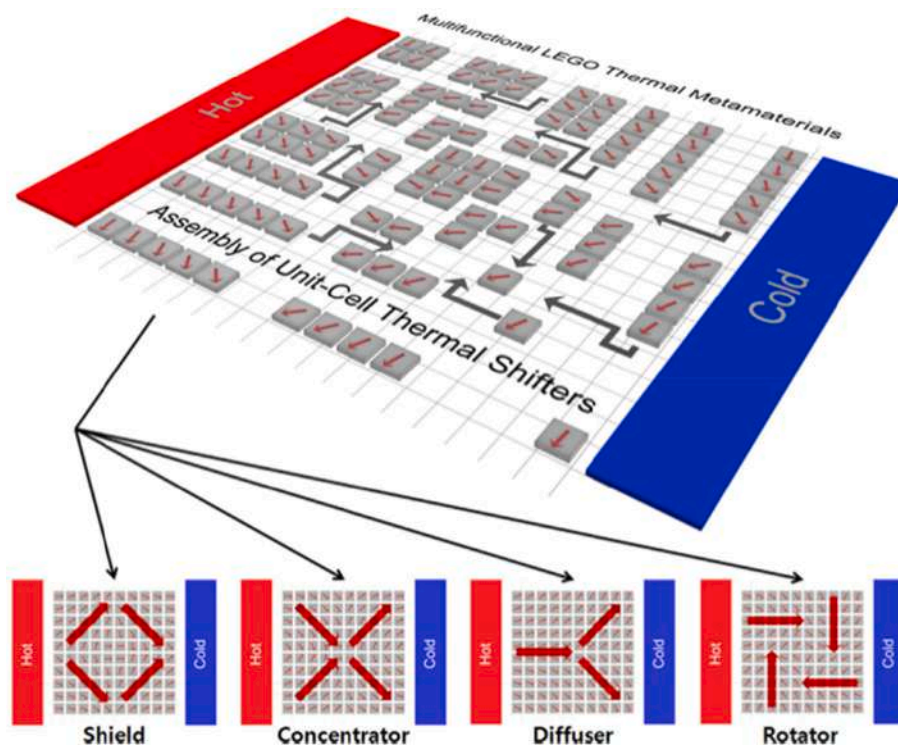 Multifunctional LEGO Thermal Metamaterials
Hot
Assembly of Unit-Cell Thermal Shifters
Cold
Hot
Cold
Hot
Cold
Hot
Cold
Hot
Cold
Shield
Concentrator
Diffuser
Rotator